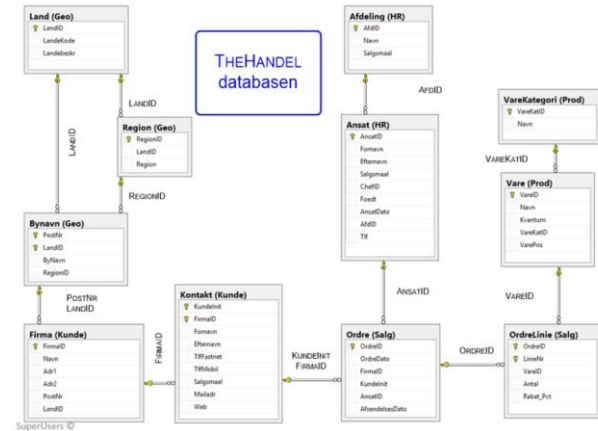 Land (Geo)
LandID
LandeKode
Landebeskr
THEHANDEL
databasen
Afdeling (HR)
AfdID
Navn
Salgsmaal
LANDID
LANDID
AFDID
Region (Geo)
RegionID
LandID
Region
REGIONID
Ansat (HR)
AnsatID
Fornavn
Efternavn
Salgsmaal
ChefID
Foedt
AnsatDato
AfdID
Tlf
VareKategori (Prod)
VareKatID
Navn
VAREKATID
Vare (Prod)
VareID
Navn
Kvantum
VareKatID
VarePris
Bynavn (Geo)
PostNr
LandID
ByNavn
RegionID
POSTNR
LANDID
ANSATID
VAREID
Firma (Kunde)
FirmaID
Navn
Adr1
Adr2
PostNr
LandID
FIRMAID
Kontakt (Kunde)
KundeInit
FirmaID
Fornavn
Efternavn
TlfFastnet
TlfMobil
Salgsmaal
Mailadr
Web
KUNDEINIT
FIRMAID
Ordre (Salg)
OrdreID
OrdreDato
FirmaID
KundeInit
AnsatID
AfsendelsesDato
ORDREID
OrdreLinie (Salg)
OrdreID
LinieNr
VareID
Antal
Rabat_Pct
SuperUsers ©